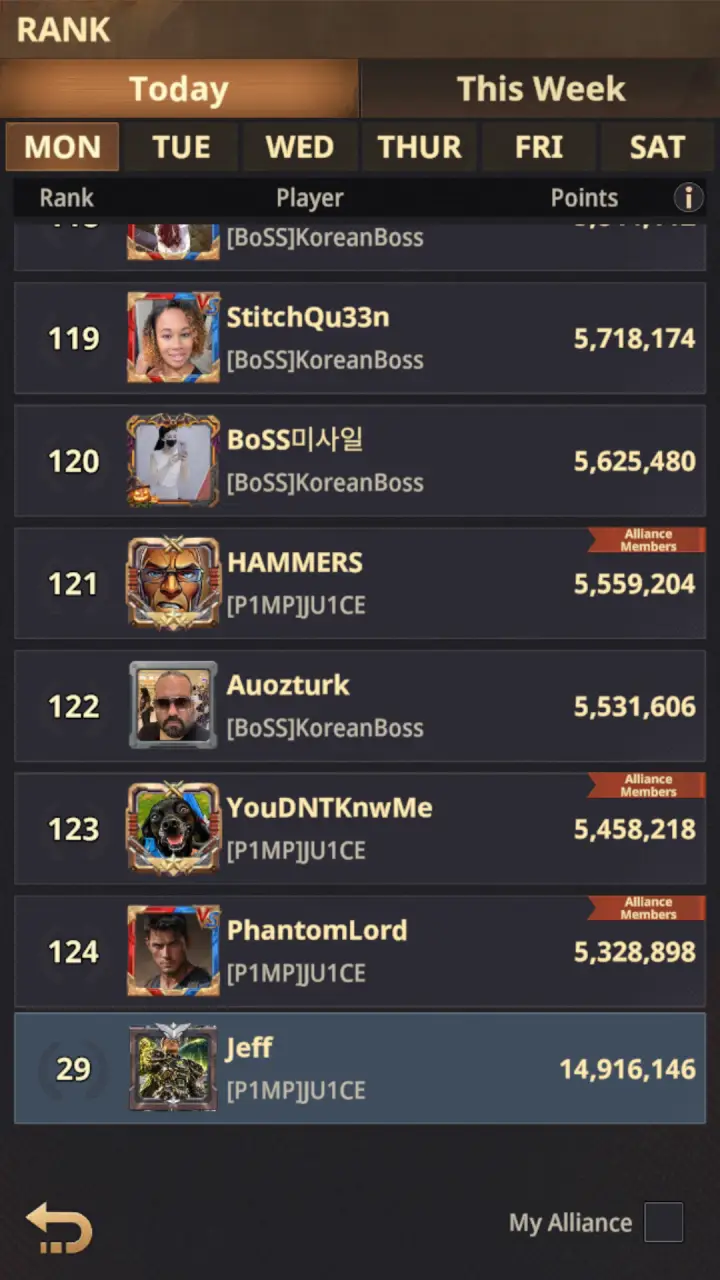 RANK
Today
This Week
MON
TUE
WED
THUR
FRI
SAT
Rank
Player
Points
i
[BoSS]KoreanBoss
119
VS
StitchQu33n
[BoSS]KoreanBoss
5,718,174
120
BoSS미사일
[BoSS]KoreanBoss
5,625,480
121
HAMMERS
[P1MP]JU1CE
Alliance
Members
5,559,204
122
Auozturk
[BoSS]KoreanBoss
5,531,606
123
YouDNTKnwMe
[P1MP]JU1CE
Alliance
Members
5,458,218
124
VS
PhantomLord
[P1MP]JU1CE
Alliance
Members
5,328,898
29
Jeff
[P1MP]JU1CE
14,916,146
My Alliance